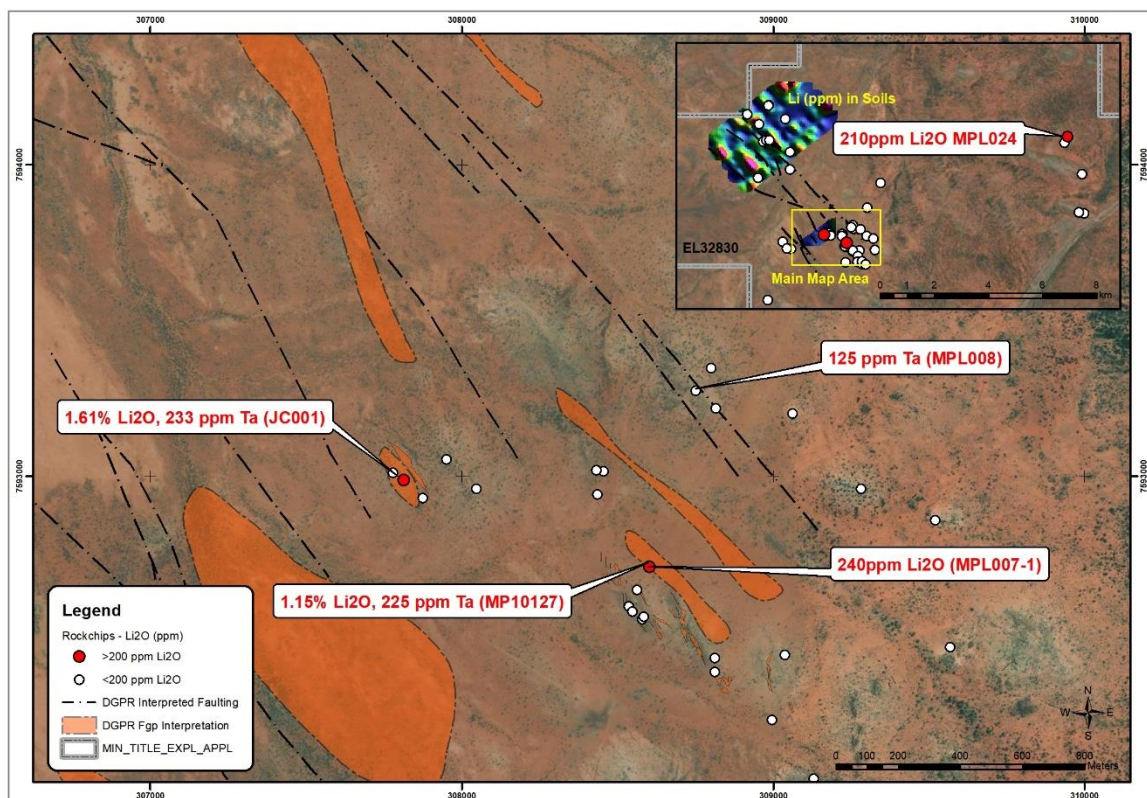 307000
308000
309000
310000
7594000
7593000
Li (ppm) in Soils
210ppm Li2O MPL024
EL32830
Main Map Area
0 1 2 4 6 8
km
125 ppm Ta (MPL008)
1.61% Li2O, 233 ppm Ta (JC001)
240ppm Li2O (MPL007-1)
1.15% Li2O, 225 ppm Ta (MP10127)
Legend
Rockchips - Li2O (ppm)
>200 ppm Li2O
<200 ppm Li2O
DGPR Interpreted Faulting
DGPR Fgp Interpretation
MIN_TITLE_EXPL_APPL
N
W E
S
0 100 200 400 600 800
Meters
7594000
7593000
307000
308000
309000
310000